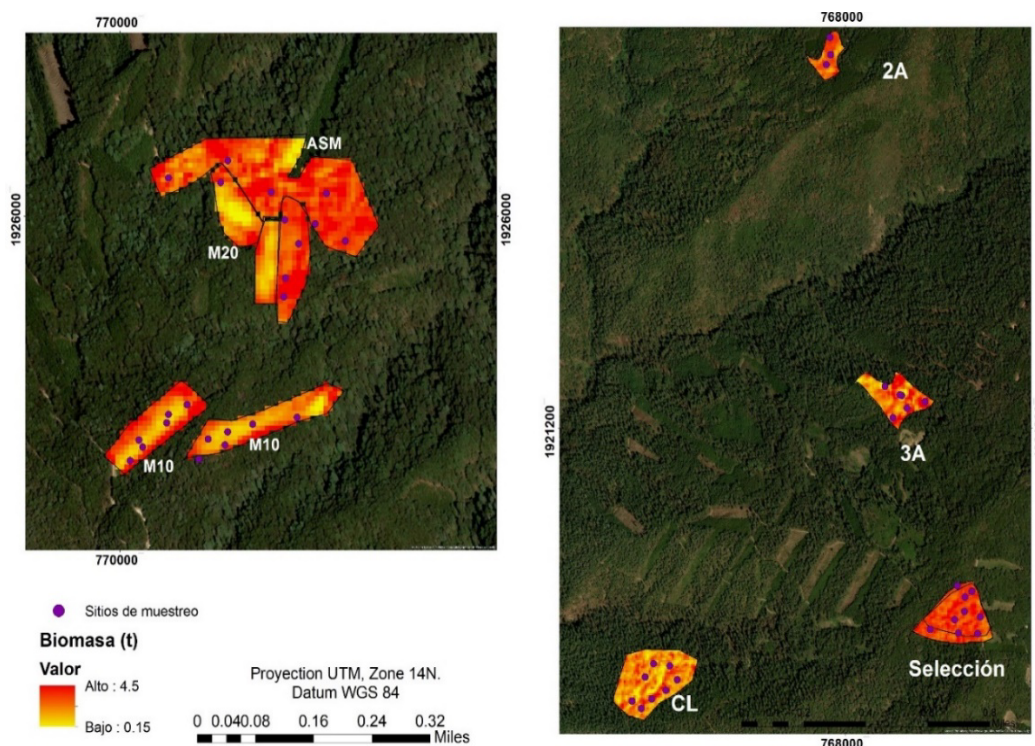 770000
768000
2A
ASM
1926000
1926000
M20
1921200
3A
M10
M10
770000
Sitios de muestreo
Biomasa (t)
Valor
Alto : 4.5
Bajo : 0.15
Proyection UTM, Zone 14N.
Datum WGS 84
0 0.040.08 0.16 0.24 0.32
Miles
Selección
CL
768000